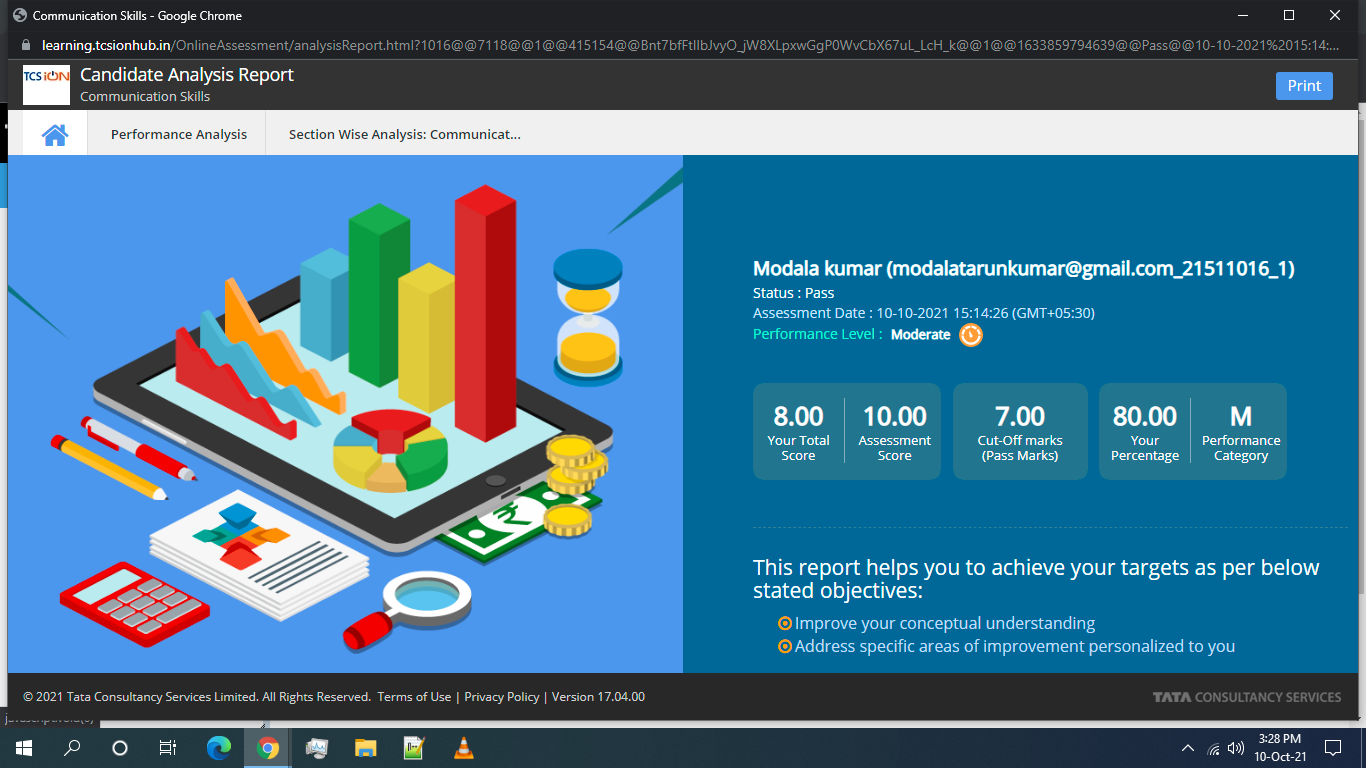 Communication Skills - Google Chrome
learning.tcsionhub.in/OnlineAssessment/analysisReport.html?1016@@7118@@1@@415154@@Bnt7bfFtIlbJvyO_jW8XLpxwGgP0WvCbX67uL_LcH_k@@1@@1633859794639@@Pass@@10-10-2021%2015:14:...
TCS iON
Candidate Analysis Report
Communication Skills
Print
Performance Analysis
Section Wise Analysis: Communicat...
Modala kumar (modalatarunkumar@gmail.com_21511016_1)
Status : Pass
Assessment Date : 10-10-2021 15:14:26 (GMT+05:30)
Performance Level : Moderate
8.00
Your Total
Score
10.00
Assessment
Score
7.00
Cut-Off marks
(Pass Marks)
80.00
Your
Percentage
M
Performance
Category
This report helps you to achieve your targets as per below
stated objectives:
Improve your conceptual understanding
Address specific areas of improvement personalized to you
© 2021 Tata Consultancy Services Limited. All Rights Reserved. Terms of Use | Privacy Policy | Version 17.04.00
TATA CONSULTANCY SERVICES
3:28 PM
10-Oct-21